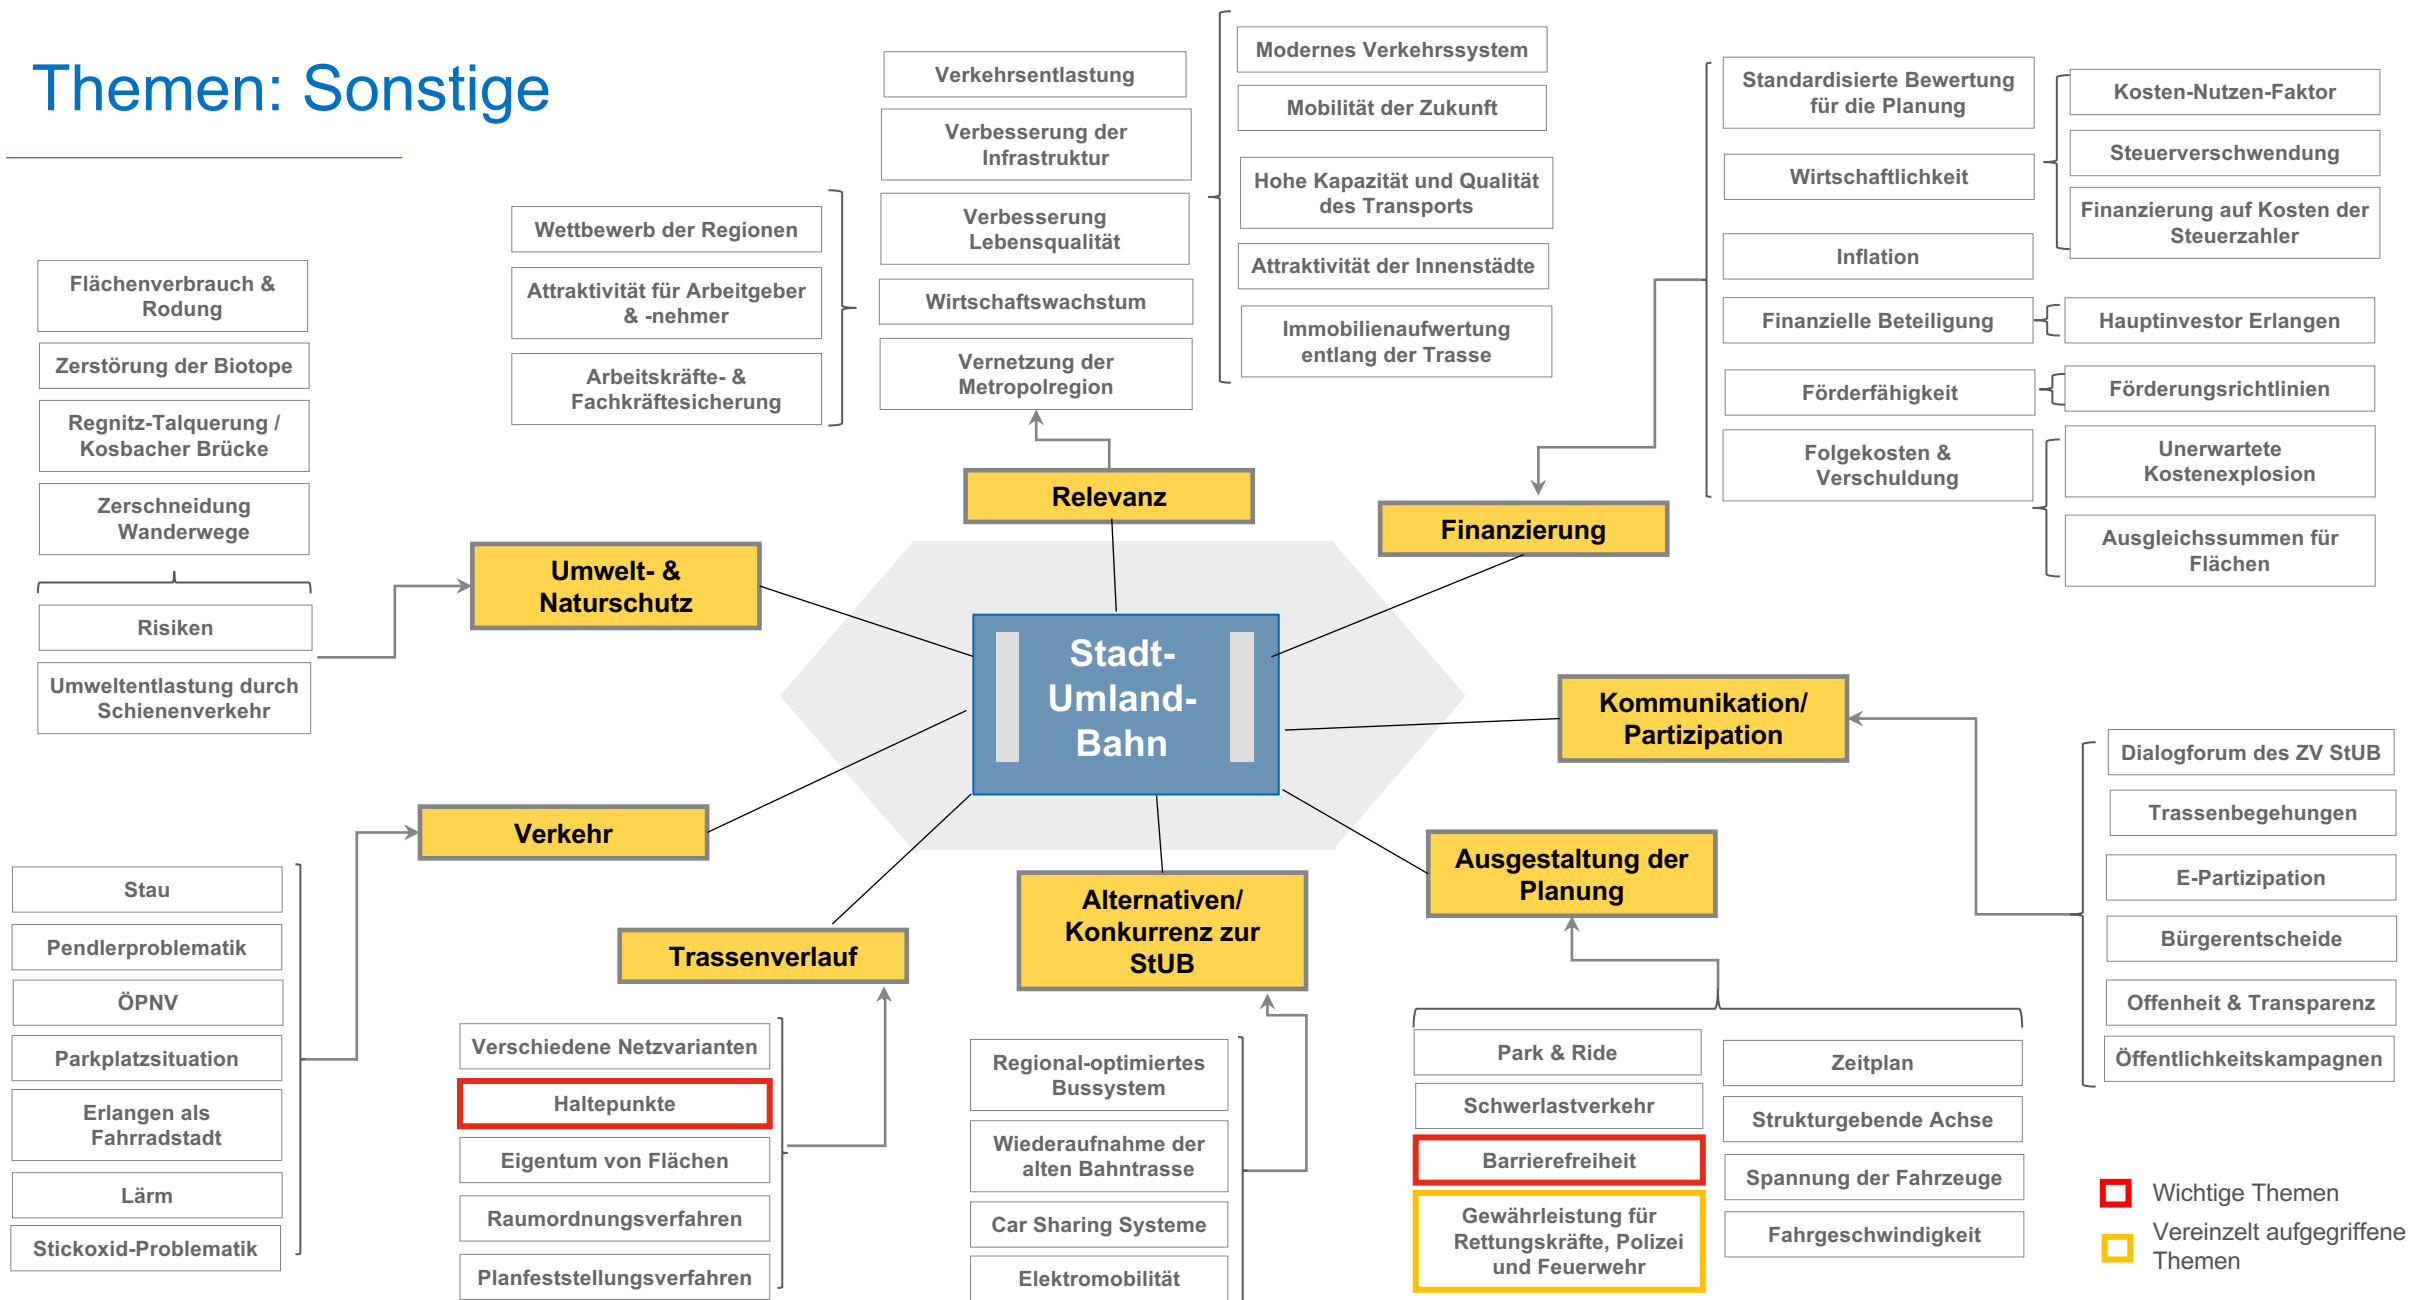 Themen: Sonstige
Flächenverbrauch &
Rodung
Zerstörung der Biotope
Regnitz-Talquerung /
Kosbacher Brücke
Zerschneidung
Wanderwege
Risiken
Umweltentlastung durch
Schienenverkehr
Umwelt- &
Naturschutz
Wettbewerb der Regionen
Attraktivität für Arbeitgeber
& -nehmer
Arbeitskräfte- &
Fachkräftesicherung
Verkehrsentlastung
Verbesserung der
Infrastruktur
Verbesserung
Lebensqualität
Wirtschaftswachstum
Vernetzung der
Metropolregion
Modernes Verkehrssystem
Mobilität der Zukunft
Hohe Kapazität und Qualität
des Transports
Attraktivität der Innenstädte
Immobilienaufwertung
entlang der Trasse
Relevanz
Standardisierte Bewertung
für die Planung
Wirtschaftlichkeit
Inflation
Finanzielle Beteiligung
Förderfähigkeit
Folgekosten &
Verschuldung
Kosten-Nutzen-Faktor
Steuerverschwendung
Finanzierung auf Kosten der
Steuerzahler
Hauptinvestor Erlangen
Förderungsrichtlinien
Unerwartete
Kostenexplosion
Ausgleichssummen für
Flächen
Finanzierung
Stadt-
Umland-
Bahn
Kommunikation/
Partizipation
Dialogforum des ZV StUB
Trassenbegehungen
E-Partizipation
Bürgerentscheide
Offenheit & Transparenz
Öffentlichkeitskampagnen
Verkehr
Stau
Pendlerproblematik
ÖPNV
Parkplatzsituation
Erlangen als
Fahrradstadt
Lärm
Stickoxid-Problematik
Trassenverlauf
Verschiedene Netzvarianten
Haltepunkte
Eigentum von Flächen
Raumordnungsverfahren
Planfeststellungsverfahren
Alternativen/
Konkurrenz zur
StUB
Regional-optimiertes
Bussystem
Wiederaufnahme der
alten Bahntrasse
Car Sharing Systeme
Elektromobilität
Ausgestaltung der
Planung
Park & Ride
Schwerlastverkehr
Barrierefreiheit
Gewährleistung für
Rettungskräfte, Polizei
und Feuerwehr
Zeitplan
Strukturgebende Achse
Spannung der Fahrzeuge
Fahrgeschwindigkeit
Wichtige Themen
Vereinzelt aufgegriffene
Themen